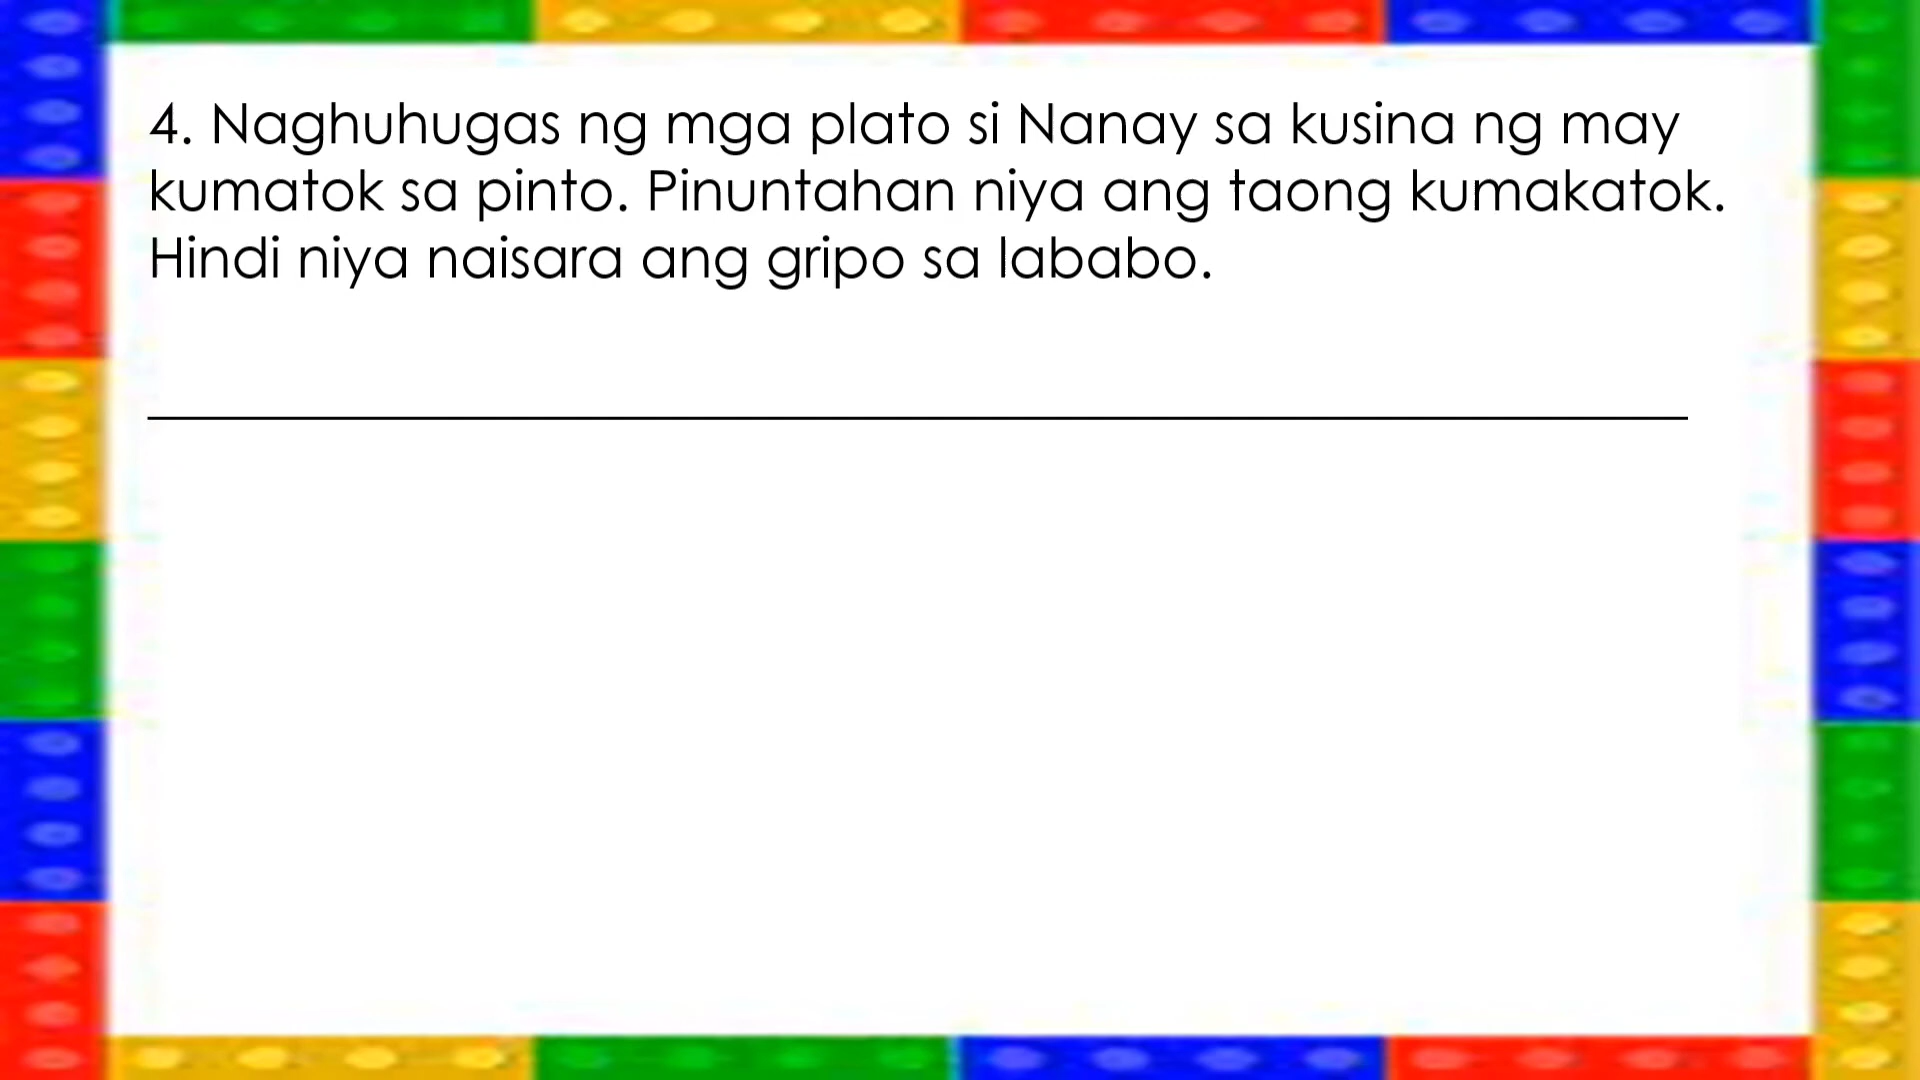 4. Naghuhugas ng mga plato si Nanay sa kusina ng may
kumatok sa pinto. Pinuntahan niya ang taong kumakatok.
Hindi niya naisara ang gripo sa lababo.